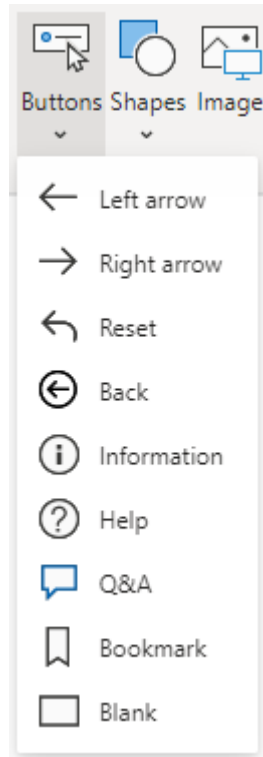 Buttons Shapes Image
Left arrow
Right arrow
Reset
Back
Information
Help
Q&A
Bookmark
Blank